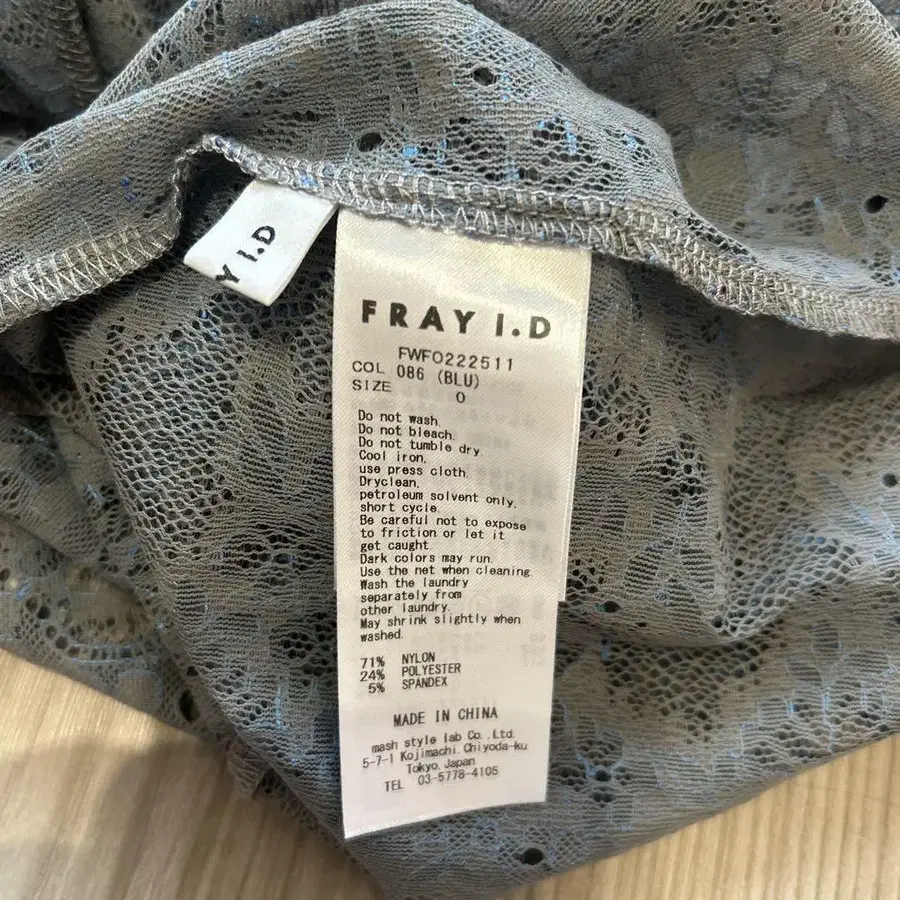 Y I.D
FRAY I.D
FWFO222511
COL 086 (BLU)
SIZE 0
Do not wash.
Do not bleach.
Do not tumble dry
Cool iron,
use press cloth.
Dryclean,
petroleum solvent only,
short cycle.
Be careful not to expose
to friction or let it
get caught.
Dark colors may run.
Use the net when cleaning.
Wash the laundry
separately from
other laundry.
May shrink slightly when
washed.
71% NYLON
24% POLYESTER
5% SPANDEX
MADE IN CHINA
mash style lab Co., Ltd.
5-7-1 Kojimachi, Chiyoda-ku
Tokyo, Japan
TEL 03-5778-4105